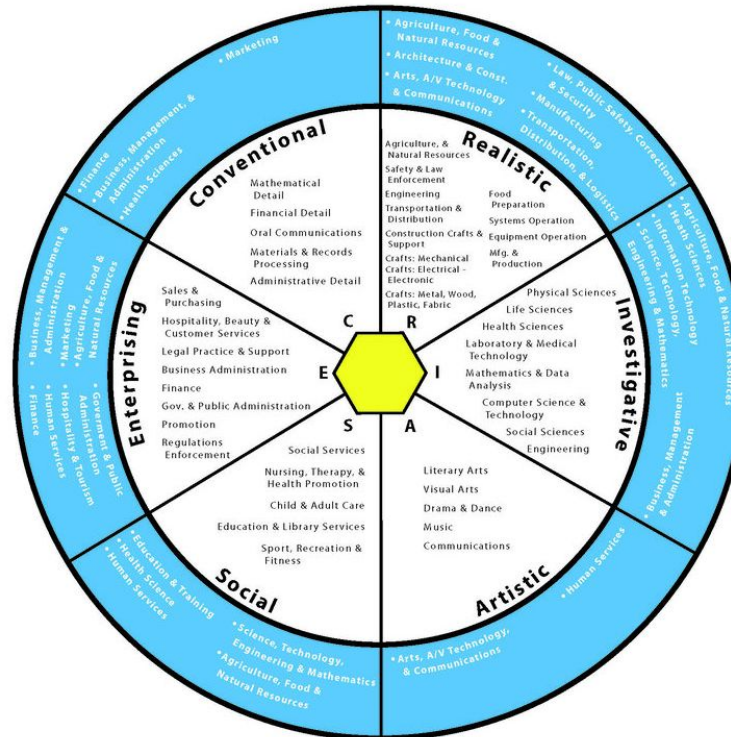 • Marketing
• Finance
• Business, Management, &
Administration
• Health Sciences
Conventional
Mathematical
Detail
Financial Detail
Oral Communications
Materials & Records
Processing
Administrative Detail
• Agriculture, Food &
Natural Resources
• Architecture & Const.
• Arts, A/V Technology
& Communications
• Law, Public Safety, Corrections
& Security
• Manufacturing
• Transportation,
Distribution, & Logistics
Realistic
Agriculture, &
Natural Resources
Safety & Law
Enforcement
Engineering
Transportation &
Distribution
Construction Crafts &
Support
Crafts: Mechanical
Crafts: Electrical -
Electronic
Crafts: Metal, Wood,
Plastic, Fabric
Food
Preparation
Systems Operation
Equipment Operation
Mfg. &
Production
• Agriculture, Food & Natural Resources
• Health Sciences
• Information Technology
• Science, Technology,
Engineering & Mathematics
• Business, Management
& Administration
Investigative
Physical Sciences
Life Sciences
Health Sciences
Laboratory & Medical
Technology
Mathematics & Data
Analysis
Computer Science &
Technology
Social Sciences
Engineering
• Human Services
• Arts, A/V Technology,
& Communications
Artistic
Literary Arts
Visual Arts
Drama & Dance
Music
Communications
• Education & Training
• Health Science
• Human Services
• Science, Technology,
Engineering & Mathematics
• Agriculture, Food &
Natural Resources
Social
Social Services
Nursing, Therapy, &
Health Promotion
Child & Adult Care
Education & Library Services
Sport, Recreation &
Fitness
• Business, Management &
Administration
• Marketing
• Agriculture, Food &
Natural Resources
• Goverment & Public
Administration
• Hospitality & Tourism
• Human Services
• Finance
Enterprising
Sales &
Purchasing
Hospitality, Beauty &
Customer Services
Legal Practice & Support
Business Administration
Finance
Gov. & Public Administration
Promotion
Regulations
Enforcement
C
R
E
I
S
A